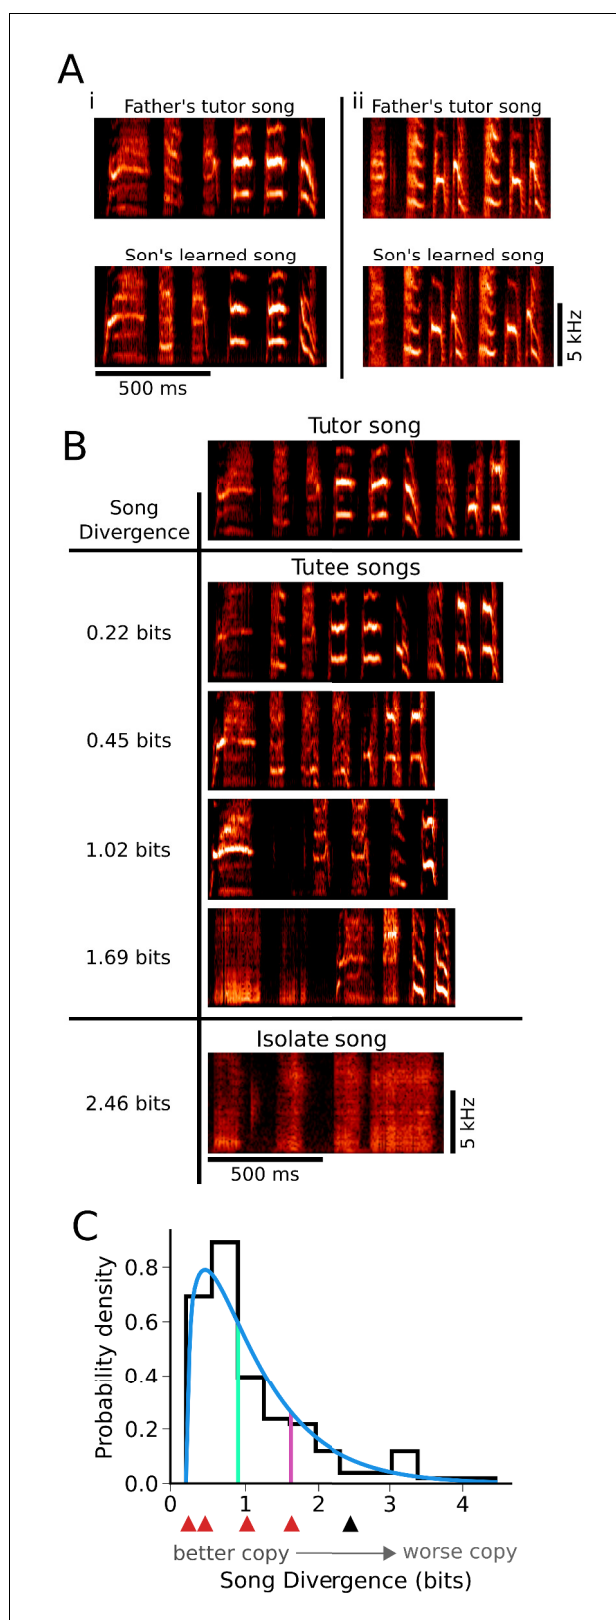 A
i
ii
Father's tutor song
Father's tutor song
Son's learned song
Son's learned song
5 kHz
500 ms
B
Tutor song
Song
Divergence
Tutee songs
0.22 bits
0.45 bits
1.02 bits
1.69 bits
Isolate song
2.46 bits
5 kHz
500 ms
C
Probability density
0.8
0.6
0.4
0.2
0.0
0 1 2 3 4
better copy worse copy
Song Divergence (bits)